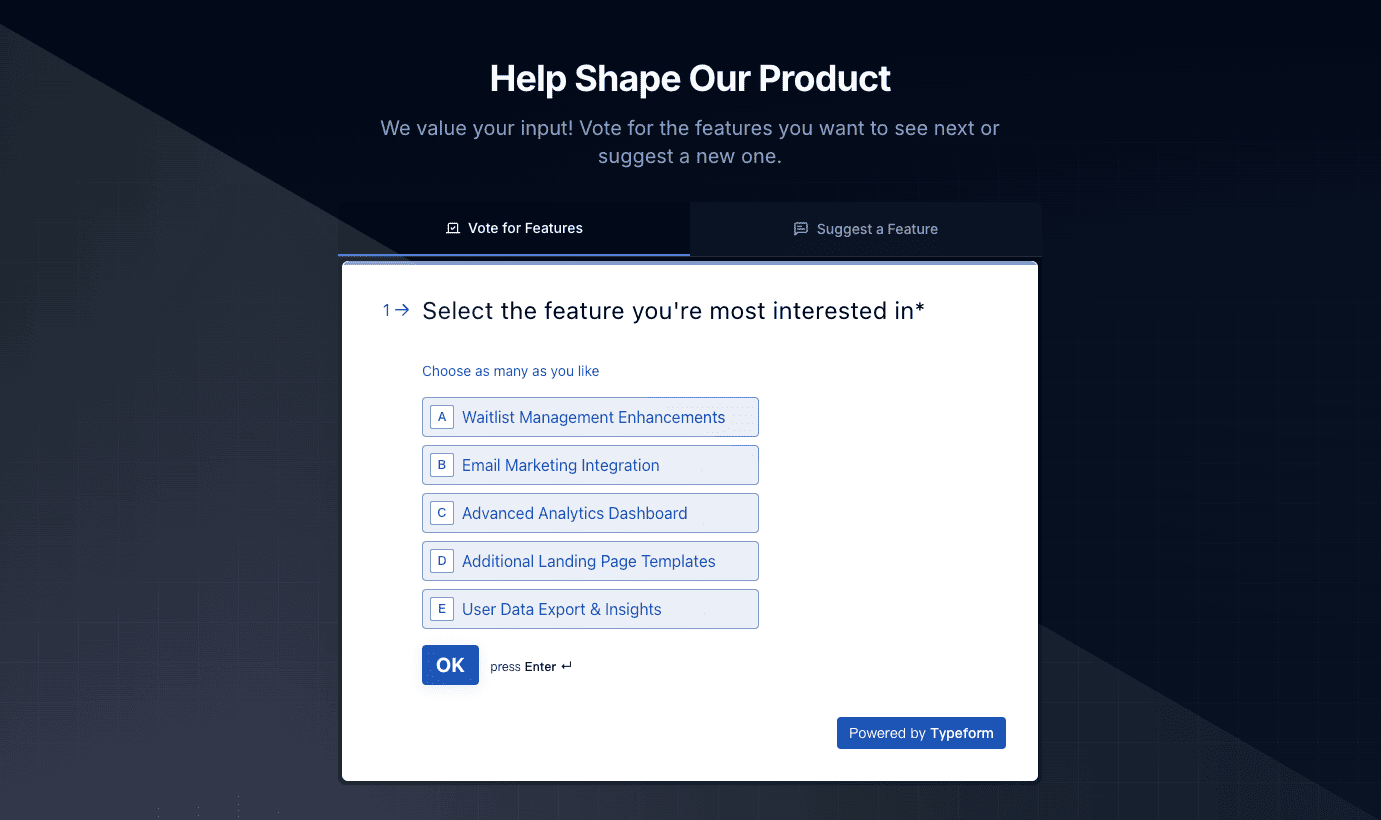 Help Shape Our Product
We value your input! Vote for the features you want to see next or
suggest a new one.
Vote for Features
Suggest a Feature
1→ Select the feature you're most interested in*
Choose as many as you like
A Waitlist Management Enhancements
B Email Marketing Integration
C Advanced Analytics Dashboard
D Additional Landing Page Templates
E User Data Export & Insights
OK press Enter ↵
Powered by Typeform